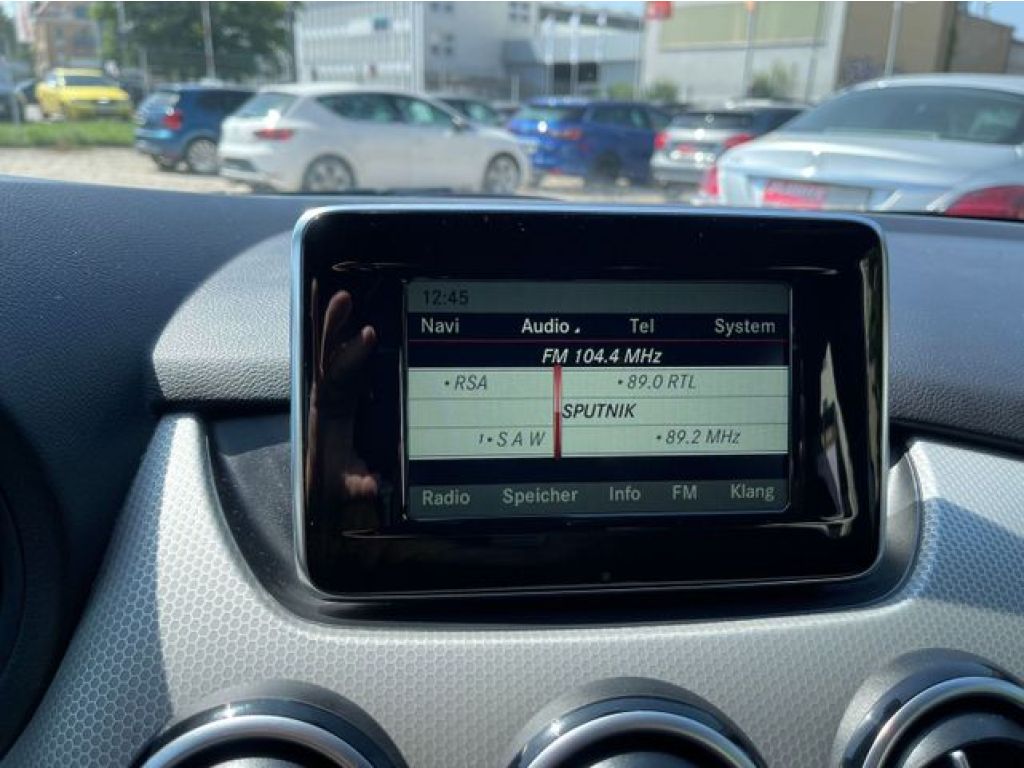 12:45
Navi Audio Tel System
FM 104.4 MHz
• RSA • 89.0 RTL
SPUTNIK
1 • S A W • 89.2 MHz
Radio Speicher Info FM Klang